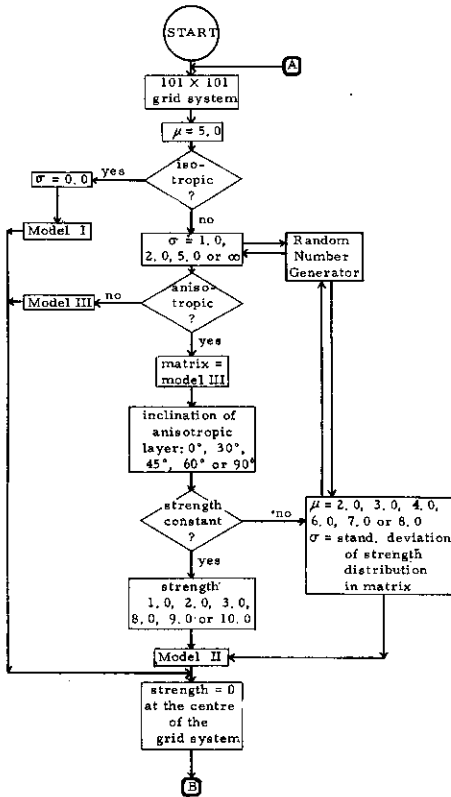 START
A
101 X 101
grid system
μ = 5.0
iso-
tropic
?
yes
σ = 0.0
no
Model I
σ = 1.0,
2.0, 5.0 or ∞
Random
Number
Generator
aniso-
tropic
?
no
Model III
yes
matrix =
model III
inclination of
anisotropic
layer: 0°, 30°,
45°, 60° or 90°
strength
constant
?
no
μ = 2.0, 3.0, 4.0,
6.0, 7.0 or 8.0
σ = stand. deviation
of strength
distribution
in matrix
yes
strength
1.0, 2.0, 3.0,
8.0, 9.0 or 10.0
Model II
strength = 0
at the centre
of the
grid system
B